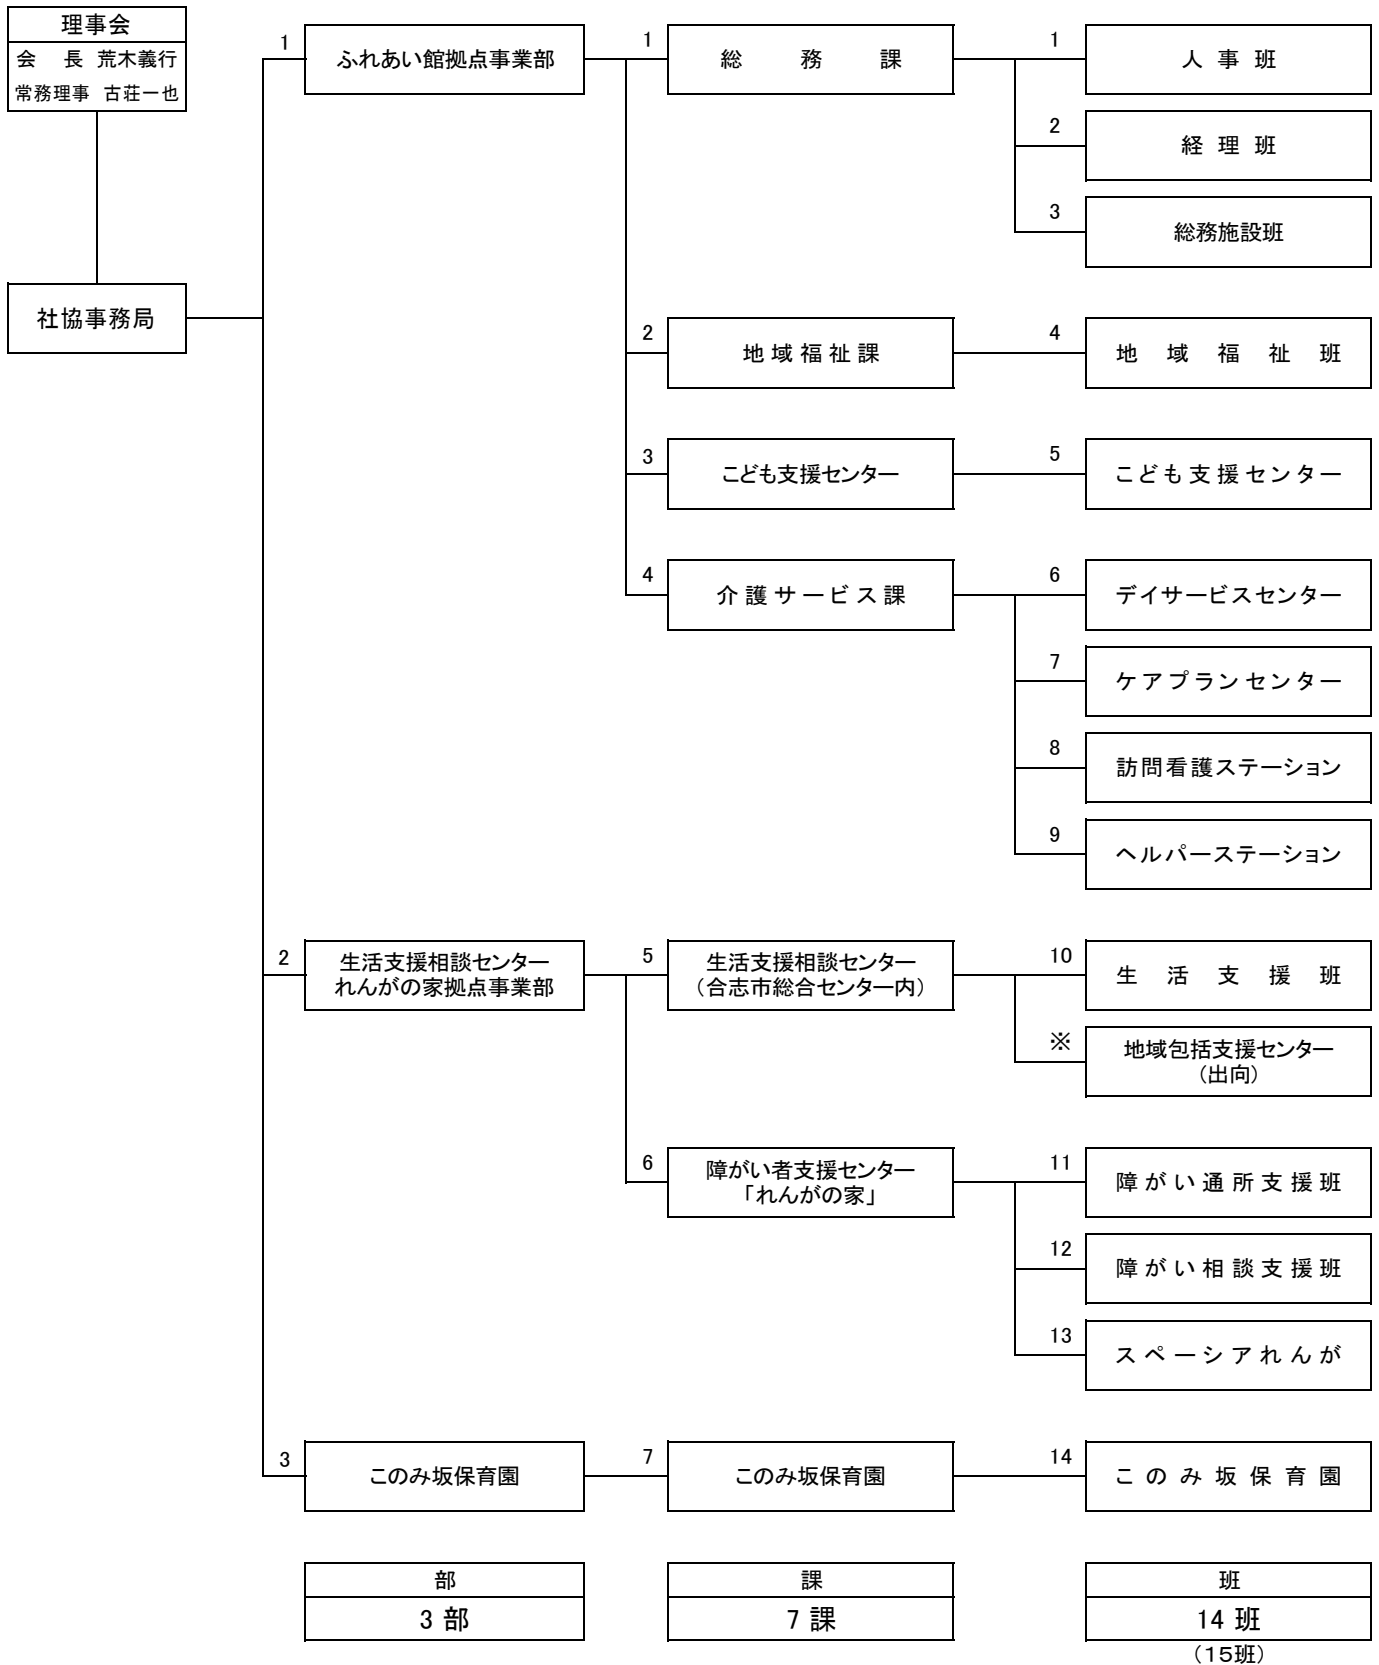 理事会
会 長 荒木義行
常務理事 古荘一也
社協事務局
1 ふれあい館拠点事業部
1 総務課
1 人事班
2 経理班
3 総務施設班
2 地域福祉課
4 地域福祉班
3 こども支援センター
5 こども支援センター
4 介護サービス課
6 デイサービスセンター
7 ケアプランセンター
8 訪問看護ステーション
9 ヘルパーステーション
2 生活支援相談センター
れんがの家拠点事業部
5 生活支援相談センター
(合志市総合センター内)
10 生活支援班
※ 地域包括支援センター
(出向)
6 障がい者支援センター
「れんがの家」
11 障がい通所支援班
12 障がい相談支援班
13 スペーシアれんが
3 このみ坂保育園
7 このみ坂保育園
14 このみ坂保育園
部
3 部
課
7 課
班
14 班
(15班)